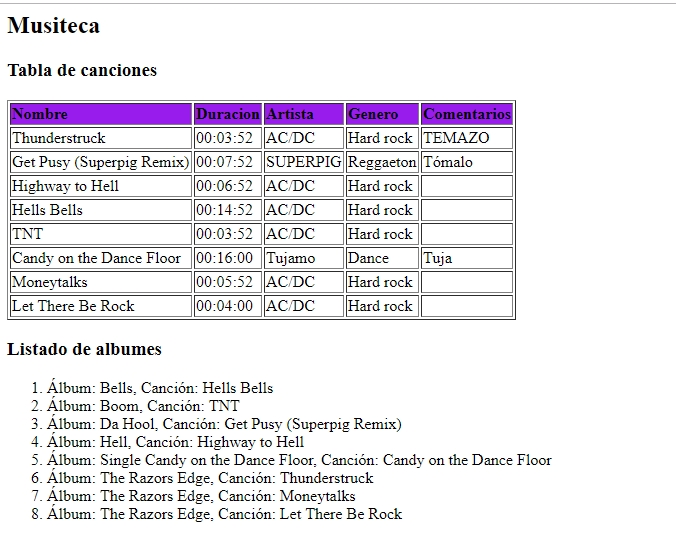 Musiteca
Tabla de canciones
Nombre Duracion Artista Genero Comentarios
Thunderstruck 00:03:52 AC/DC Hard rock TEMAZO
Get Pusy (Superpig Remix) 00:07:52 SUPERPIG Reggaeton Tómalo
Highway to Hell 00:06:52 AC/DC Hard rock
Hells Bells 00:14:52 AC/DC Hard rock
TNT 00:03:52 AC/DC Hard rock
Candy on the Dance Floor 00:16:00 Tujamo Dance Tuja
Moneytalks 00:05:52 AC/DC Hard rock
Let There Be Rock 00:04:00 AC/DC Hard rock
Listado de albumes
1. Álbum: Bells, Canción: Hells Bells
2. Álbum: Boom, Canción: TNT
3. Álbum: Da Hool, Canción: Get Pusy (Superpig Remix)
4. Álbum: Hell, Canción: Highway to Hell
5. Álbum: Single Candy on the Dance Floor, Canción: Candy on the Dance Floor
6. Álbum: The Razors Edge, Canción: Thunderstruck
7. Álbum: The Razors Edge, Canción: Moneytalks
8. Álbum: The Razors Edge, Canción: Let There Be Rock